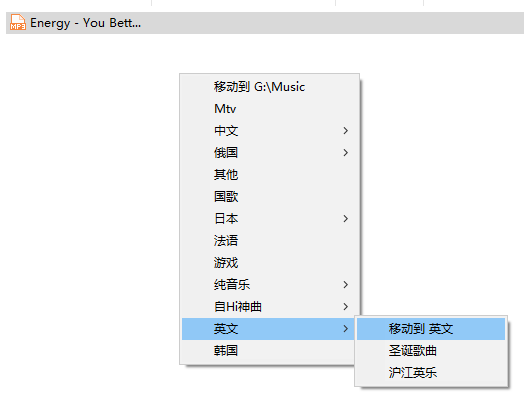 MP3
Energy - You Bett...
移动到 G:\Music
Mtv
中文
俄国
其他
国歌
日本
法语
游戏
纯音乐
自Hi神曲
英文
移动到 英文
圣诞歌曲
沪江英乐
韩国